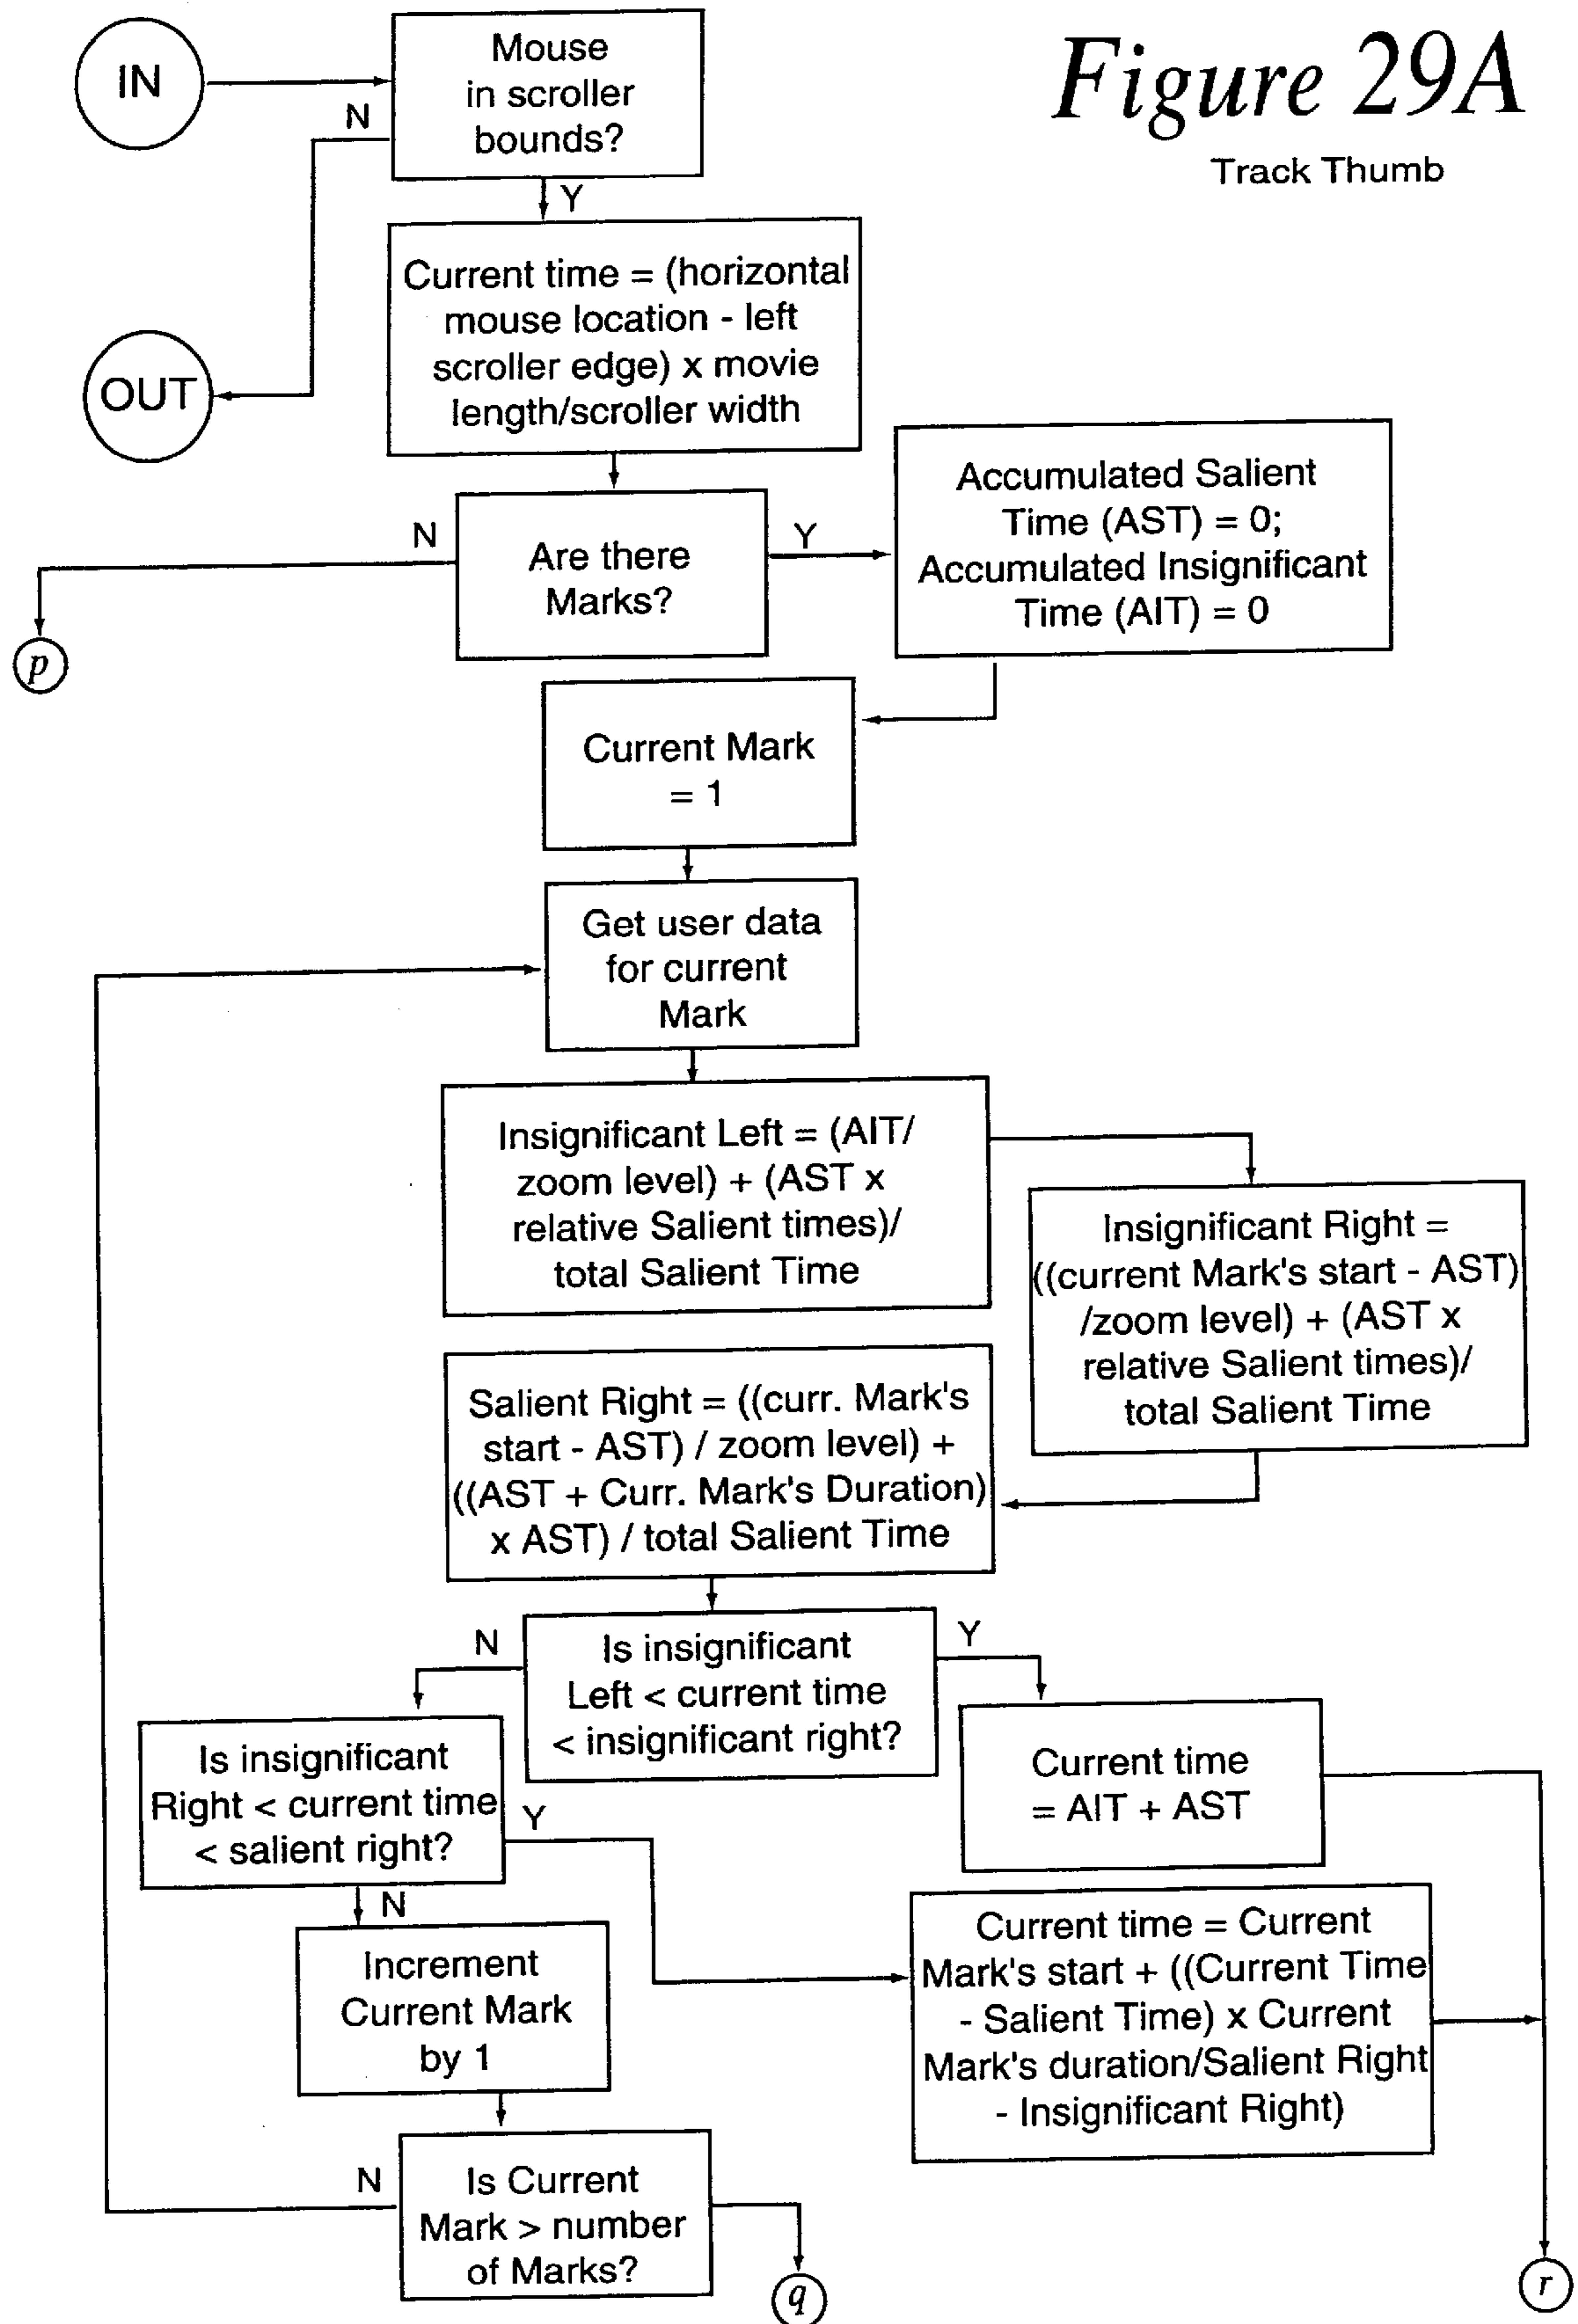 Figure 29A
Track Thumb
IN
Mouse
in scroller
bounds?
N
Y
OUT
Current time = (horizontal
mouse location - left
scroller edge) x movie
length/scroller width
N
Are there
Marks?
Y
Accumulated Salient
Time (AST) = 0;
Accumulated Insignificant
Time (AIT) = 0
p
Current Mark
= 1
Get user data
for current
Mark
Insignificant Left = (AIT/
zoom level) + (AST x
relative Salient times)/
total Salient Time
Insignificant Right =
((current Mark's start - AST)
/zoom level) + (AST x
relative Salient times)/
total Salient Time
Salient Right = ((curr. Mark's
start - AST) / zoom level) +
((AST + Curr. Mark's Duration)
x AST) / total Salient Time
N
Is insignificant
Left < current time
< insignificant right?
Y
Is insignificant
Right < current time
< salient right?
Y
N
Current time
= AIT + AST
Increment
Current Mark
by 1
Current time = Current
Mark's start + ((Current Time
- Salient Time) x Current
Mark's duration/Salient Right
- Insignificant Right)
N
Is Current
Mark > number
of Marks?
q
r